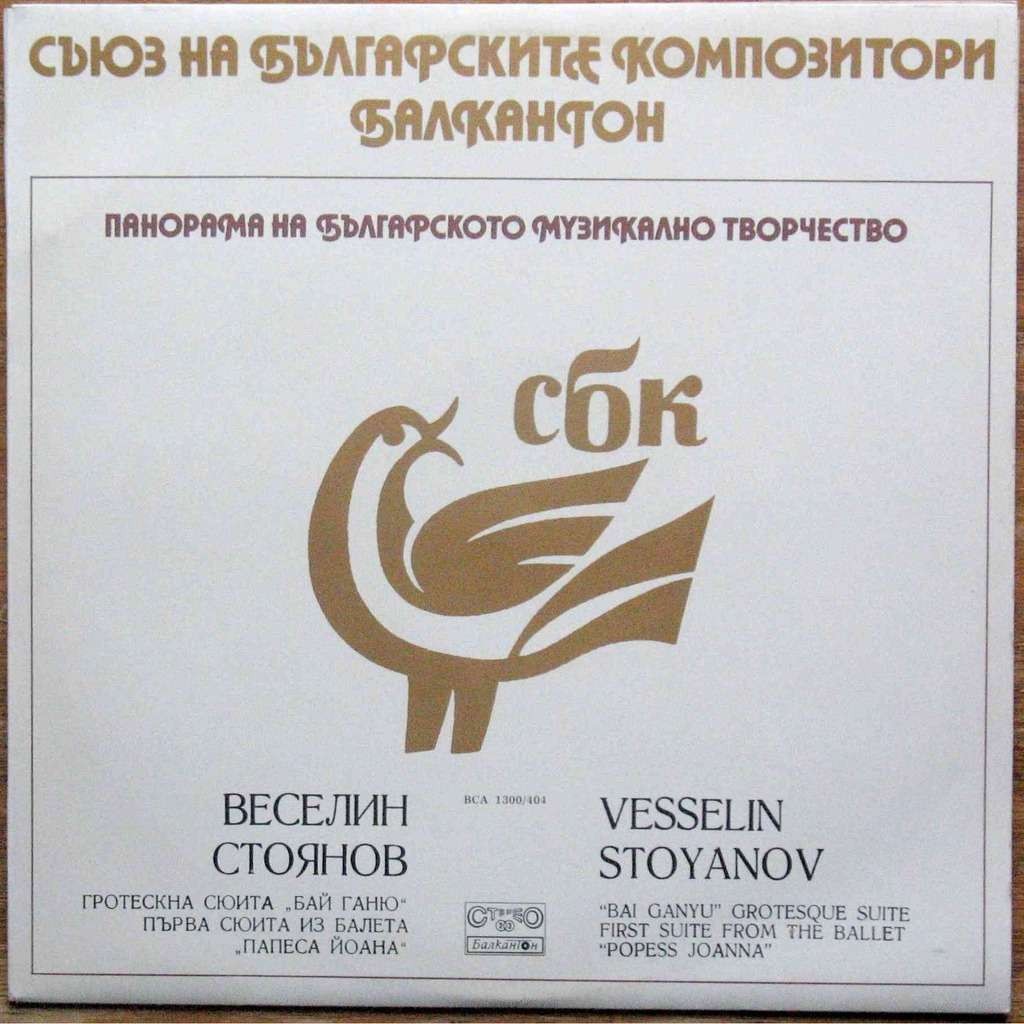 СЪЮЗ НА БЪЛГАРСКИТЕ КОМПОЗИТОРИ
БАЛКАНТОН
ПАНОРАМА НА БЪЛГАРСКОТО МУЗИКАЛНО ТВОРЧЕСТВО
сбк
ВЕСЕЛИН
СТОЯНОВ
ГРОТЕСКНА СЮИТА „БАЙ ГАНЮ“
ПЪРВА СЮИТА ИЗ БАЛЕТА
„ПАПЕСА ЙОАНА“
ВСА 1300/404
СТЕРЕО
33
Балкантон
VESSELIN
STOYANOV
“BAI GANYU” GROTESQUE SUITE
FIRST SUITE FROM THE BALLET
“POPESS JOANNA”